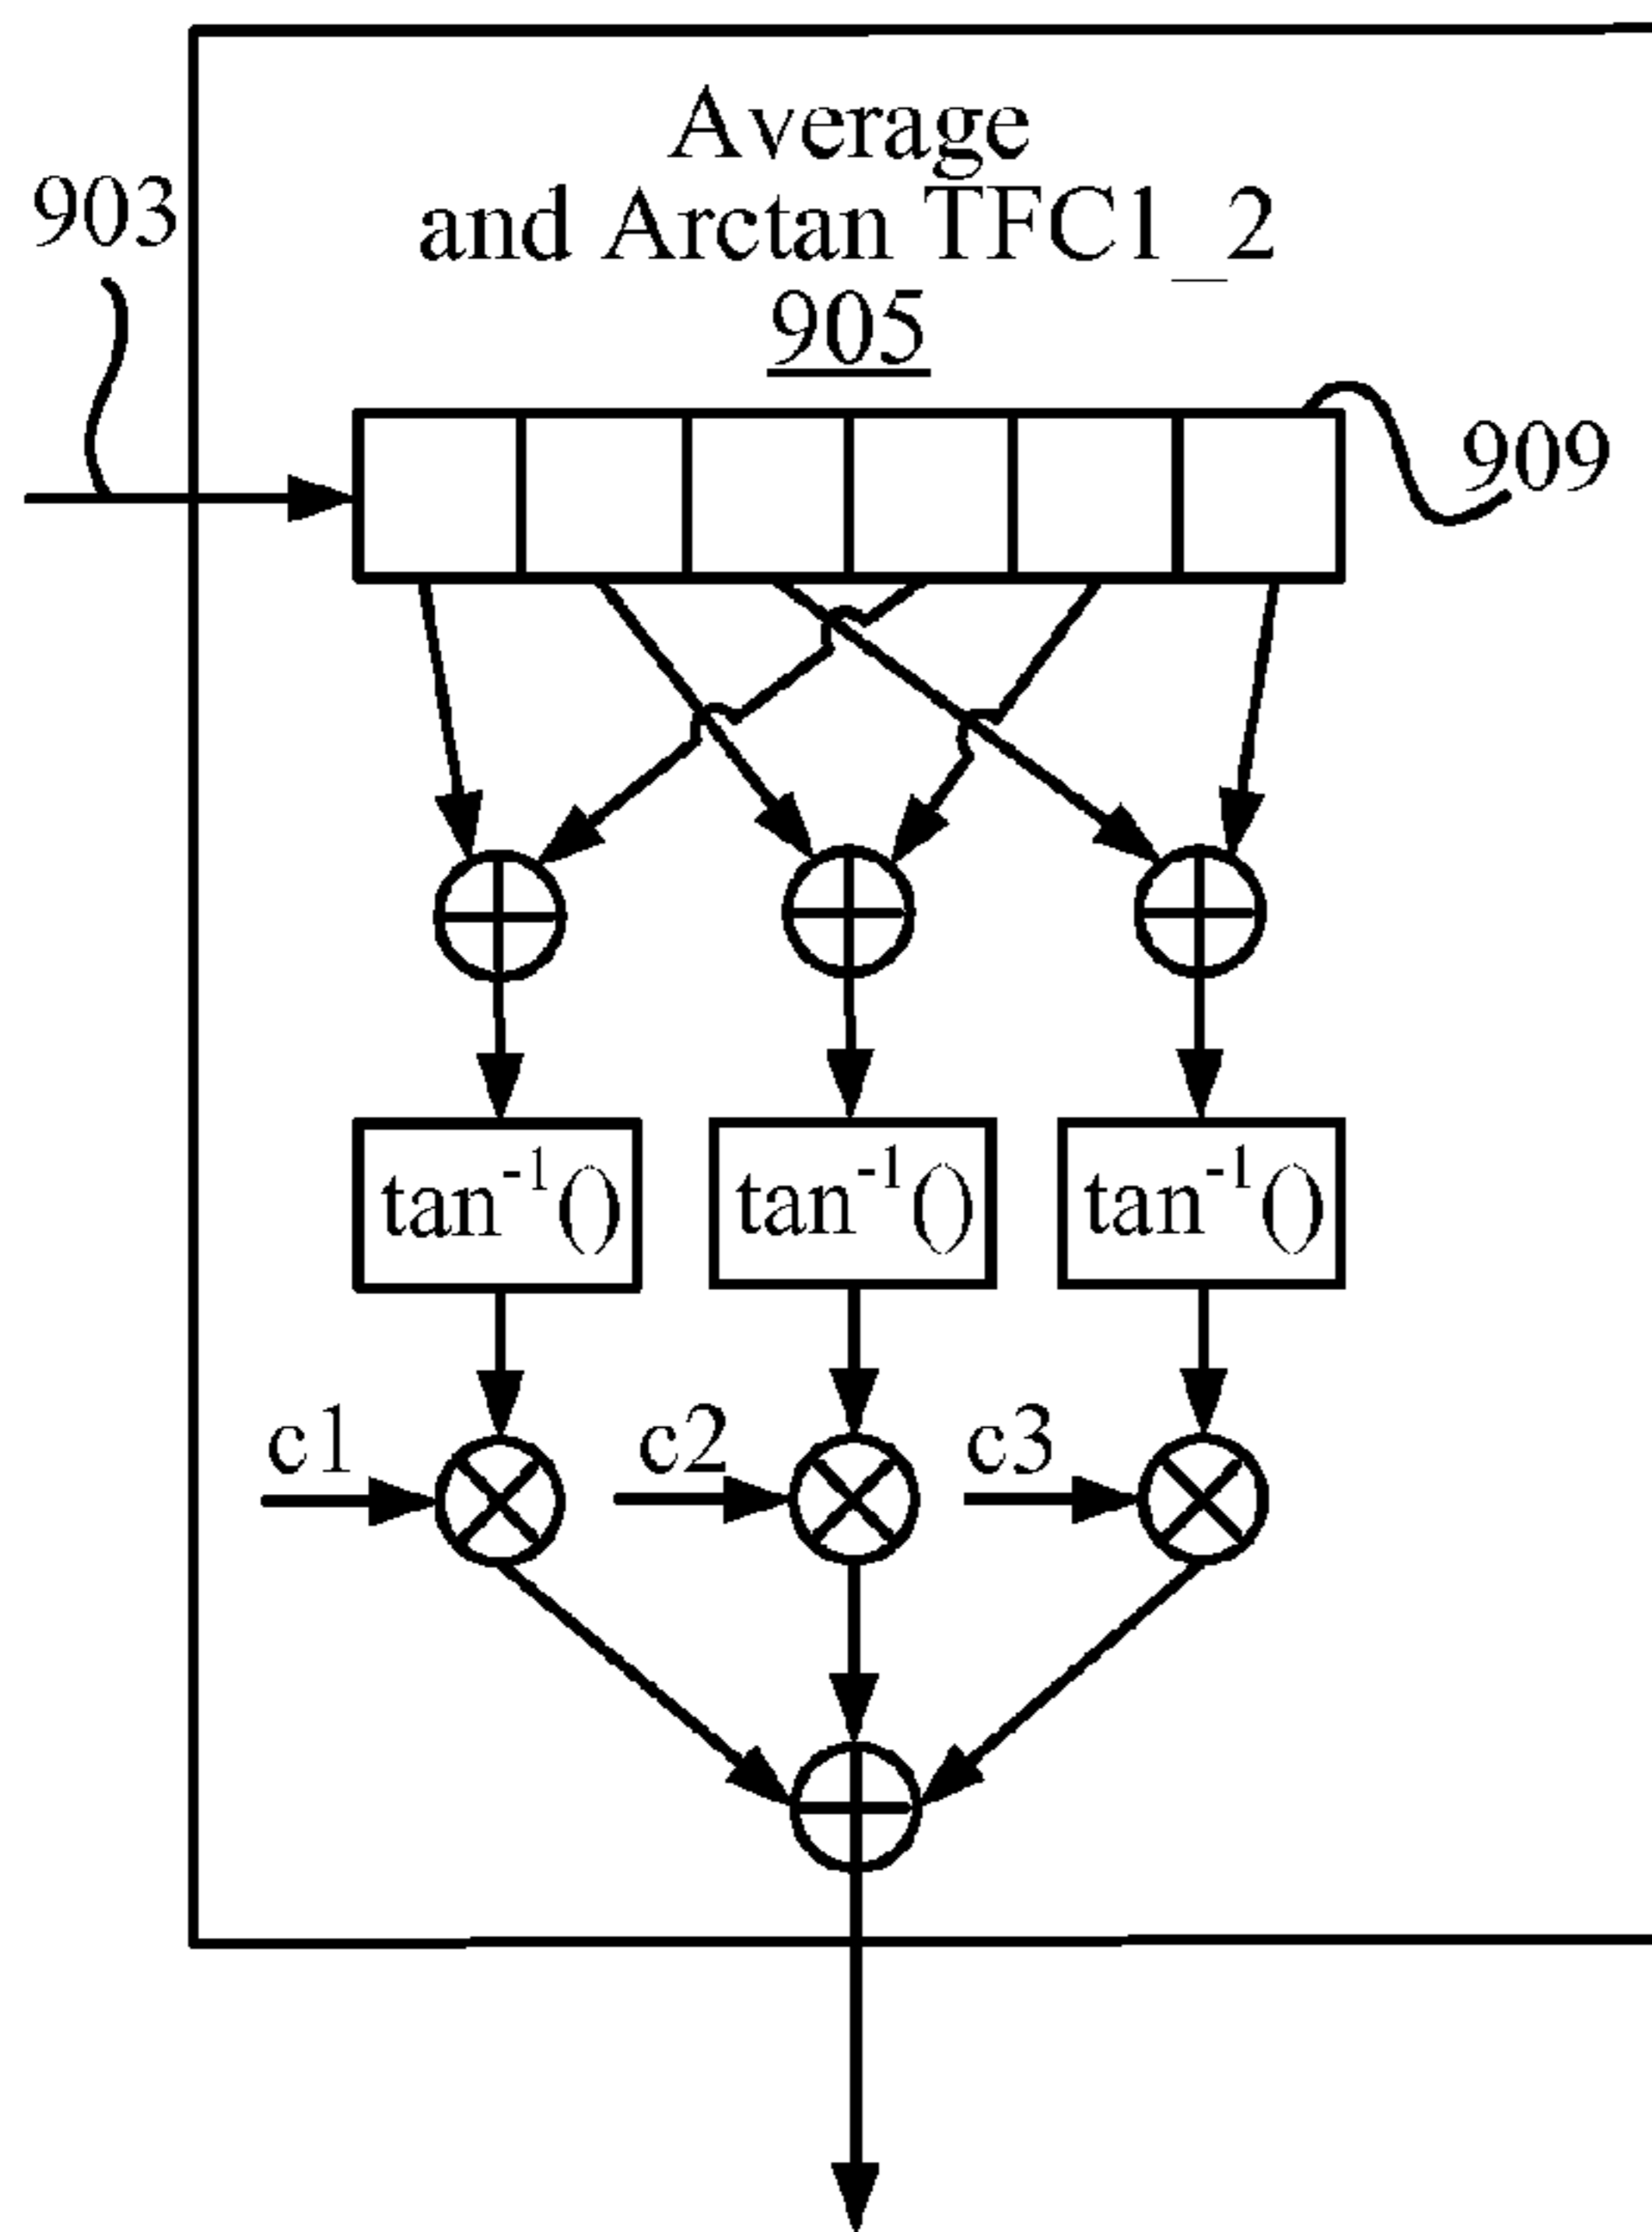 Average
and Arctan TFC1_2
905
903
909
tan⁻¹() tan⁻¹() tan⁻¹()
c1 c2 c3